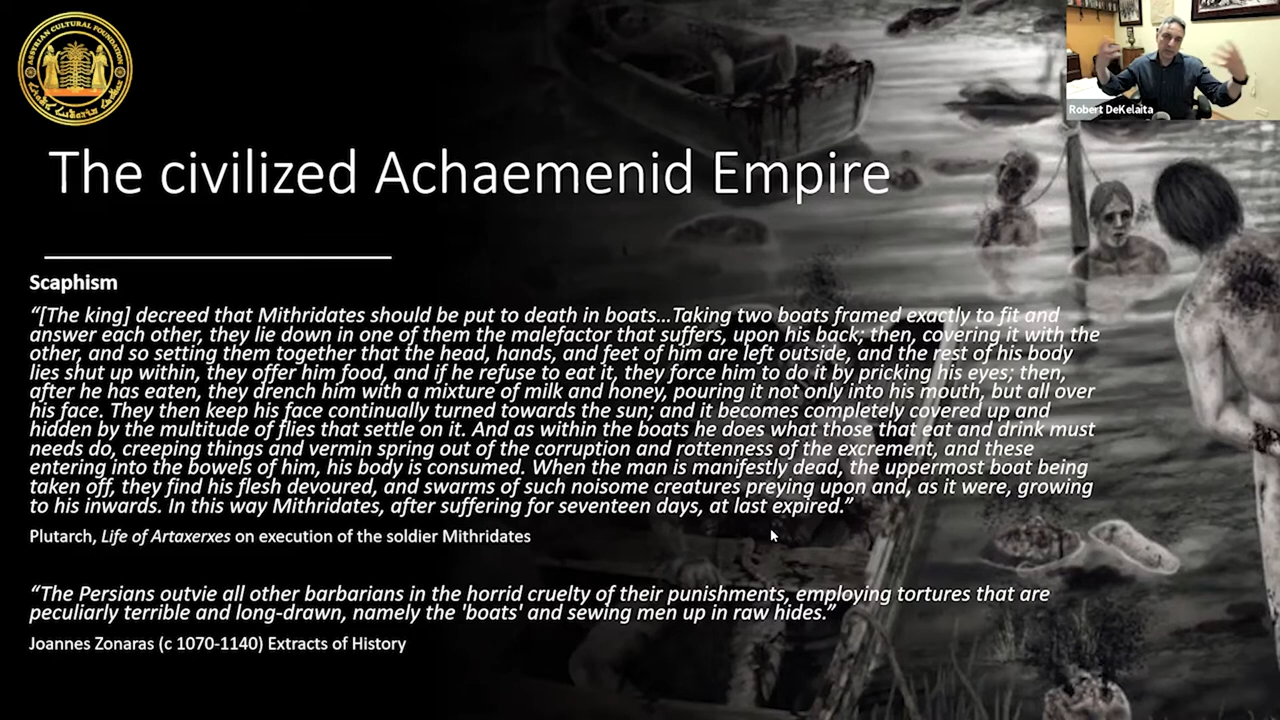 ASSYRIAN CULTURAL FOUNDATION
Robert DeKelaita
The civilized Achaemenid Empire
Scaphism
“[The king] decreed that Mithridates should be put to death in boats...Taking two boats framed exactly to fit and
answer each other, they lie down in one of them the malefactor that suffers, upon his back; then, covering it with the
other, and so setting them together that the head, hands, and feet of him are left outside, and the rest of his body
lies shut up within, they offer him food, and if he refuse to eat it, they force him to do it by pricking his eyes; then,
after he has eaten, they drench him with a mixture of milk and honey, pouring it not only into his mouth, but all over
his face. They then keep his face continually turned towards the sun; and it becomes completely covered up and
hidden by the multitude of flies that settle on it. And as within the boats he does what those that eat and drink must
needs do, creeping things and vermin spring out of the corruption and rottenness of the excrement, and these
entering into the bowels of him, his body is consumed. When the man is manifestly dead, the uppermost boat being
taken off, they find his flesh devoured, and swarms of such noisome creatures preying upon and, as it were, growing
to his inwards. In this way Mithridates, after suffering for seventeen days, at last expired.”
Plutarch, Life of Artaxerxes on execution of the soldier Mithridates
“The Persians outvie all other barbarians in the horrid cruelty of their punishments, employing tortures that are
peculiarly terrible and long-drawn, namely the 'boats' and sewing men up in raw hides.”
Joannes Zonaras (c 1070-1140) Extracts of History